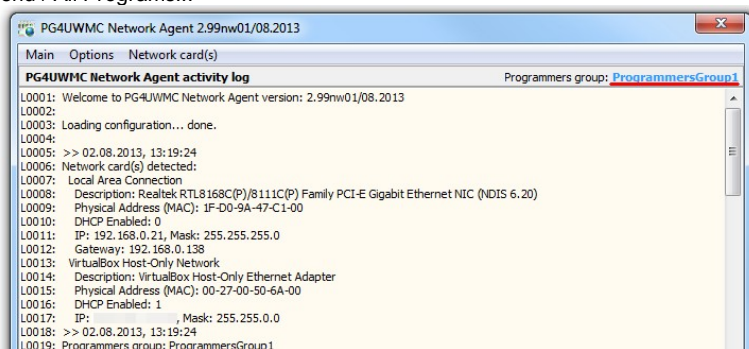 PG4UWMC Network Agent 2.99nw01/08.2013
Main Options Network card(s)
PG4UWMC Network Agent activity log Programmers group: ProgrammersGroup1
L0001: Welcome to PG4UWMC Network Agent version: 2.99nw01/08.2013
L0002:
L0003: Loading configuration... done.
L0004:
L0005: >> 02.08.2013, 13:19:24
L0006: Network card(s) detected:
L0007: Local Area Connection
L0008: Description: Realtek RTL8168C(P)/8111C(P) Family PCI-E Gigabit Ethernet NIC (NDIS 6.20)
L0009: Physical Address (MAC): 1F-D0-9A-47-C1-00
L0010: DHCP Enabled: 0
L0011: IP: 192.168.0.21, Mask: 255.255.255.0
L0012: Gateway: 192.168.0.138
L0013: VirtualBox Host-Only Network
L0014: Description: VirtualBox Host-Only Ethernet Adapter
L0015: Physical Address (MAC): 00-27-00-50-6A-00
L0016: DHCP Enabled: 1
L0017: IP: , Mask: 255.255.0.0
L0018: >> 02.08.2013, 13:19:24
L0019: Programmers group: ProgrammersGroup1